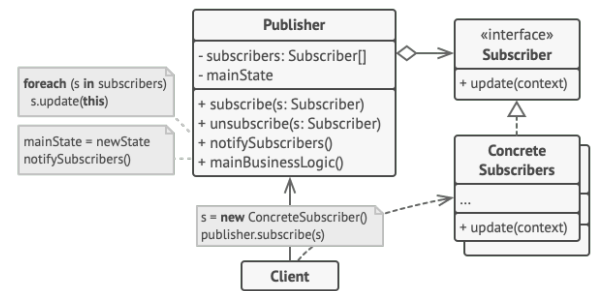 Publisher
- subscribers: Subscriber[]
- mainState
+ subscribe(s: Subscriber)
+ unsubscribe(s: Subscriber)
+ notifySubscribers()
+ mainBusinessLogic()
«interface»
Subscriber
+ update(context)
foreach (s in subscribers)
s.update(this)
mainState = newState
notifySubscribers()
Concrete
Subscribers
...
+ update(context)
s = new ConcreteSubscriber()
publisher.subscribe(s)
Client